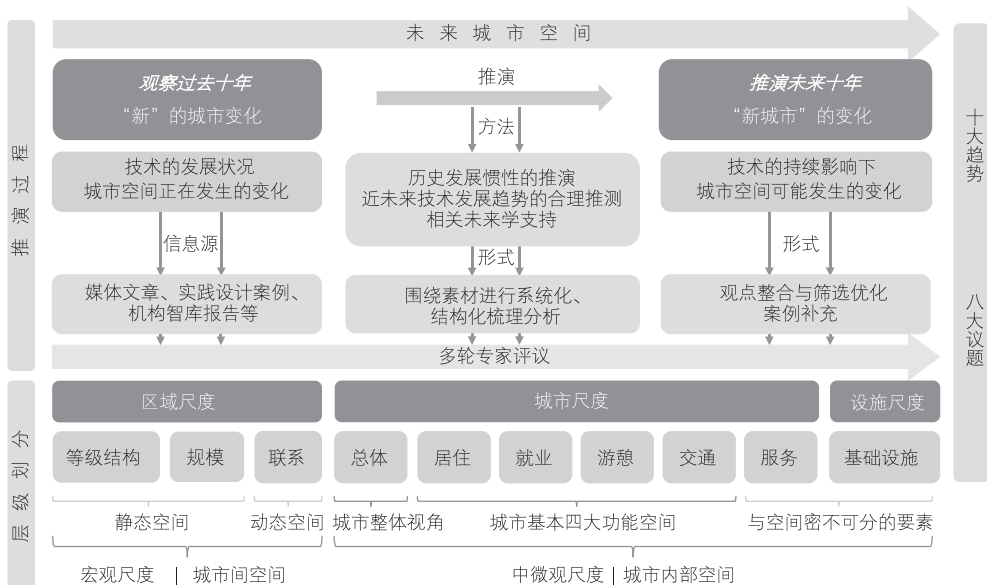 未来城市空间
推演过程
观察过去十年
“新”的城市变化
推演
推演未来十年
“新城市”的变化
方法
技术的发展状况
城市空间正在发生的变化
历史发展惯性的推演
近未来技术发展趋势的合理推测
相关未来学支持
技术的持续影响下
城市空间可能发生的变化
信息源
形式
形式
媒体文章、实践设计案例、
机构智库报告等
围绕素材进行系统化、
结构化梳理分析
观点整合与筛选优化
案例补充
多轮专家评议
十大趋势
八大议题
层级划分
区域尺度
城市尺度
设施尺度
等级结构
规模
联系
总体
居住
就业
游憩
交通
服务
基础设施
静态空间
动态空间
城市整体视角
城市基本四大功能空间
与空间密不可分的要素
宏观尺度 | 城市间空间
中微观尺度 | 城市内部空间